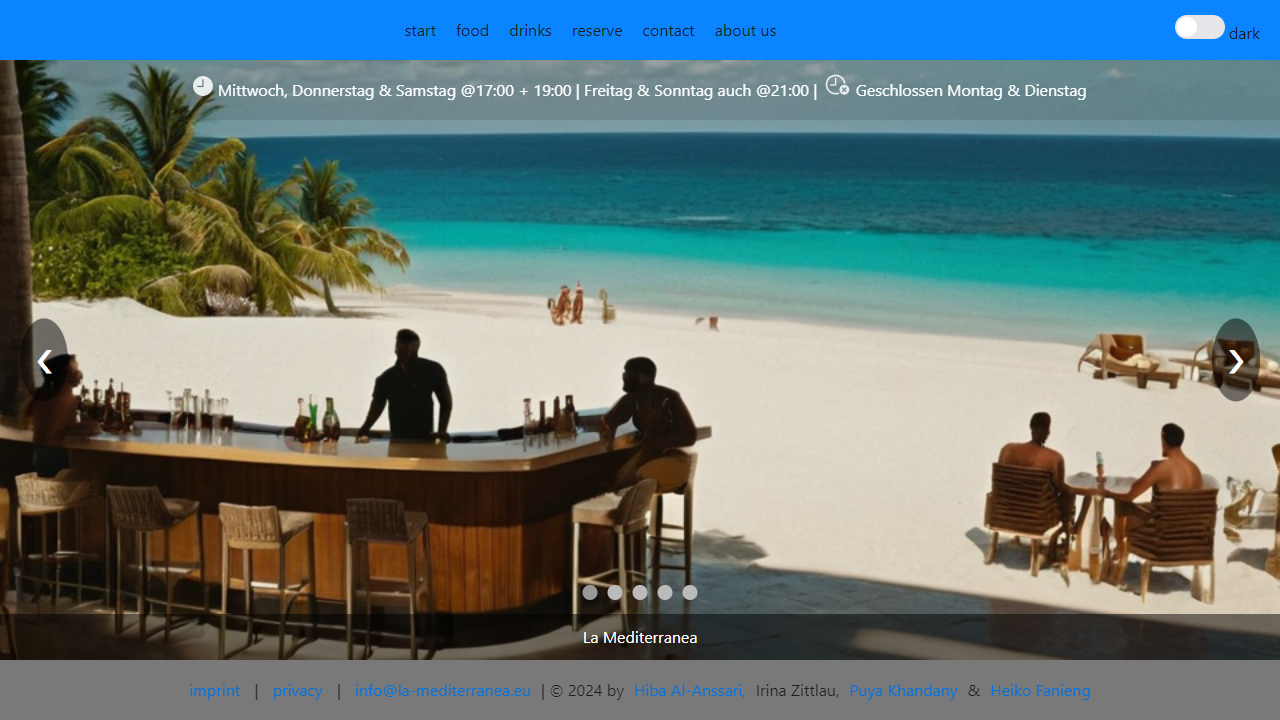 start food drinks reserve contact about us dark
Mittwoch, Donnerstag & Samstag @17:00 + 19:00 | Freitag & Sonntag auch @21:00 | Geschlossen Montag & Dienstag
❮ ❯
La Mediterranea
imprint | privacy | info@la-mediterranea.eu | © 2024 by Hiba Al-Anssari, Irina Zittlau, Puya Khandany & Heiko Fanieng